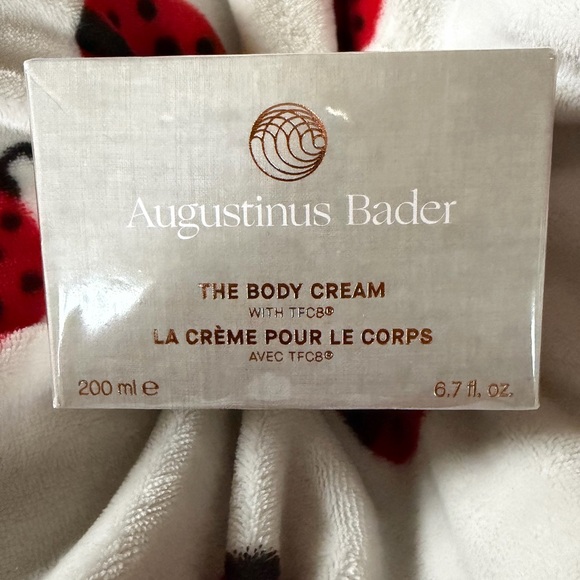 Augustinus Bader
THE BODY CREAM
WITH TFC8®
LA CRÈME POUR LE CORPS
AVEC TFC8®
200 ml ℮ 6.7 fl. oz.